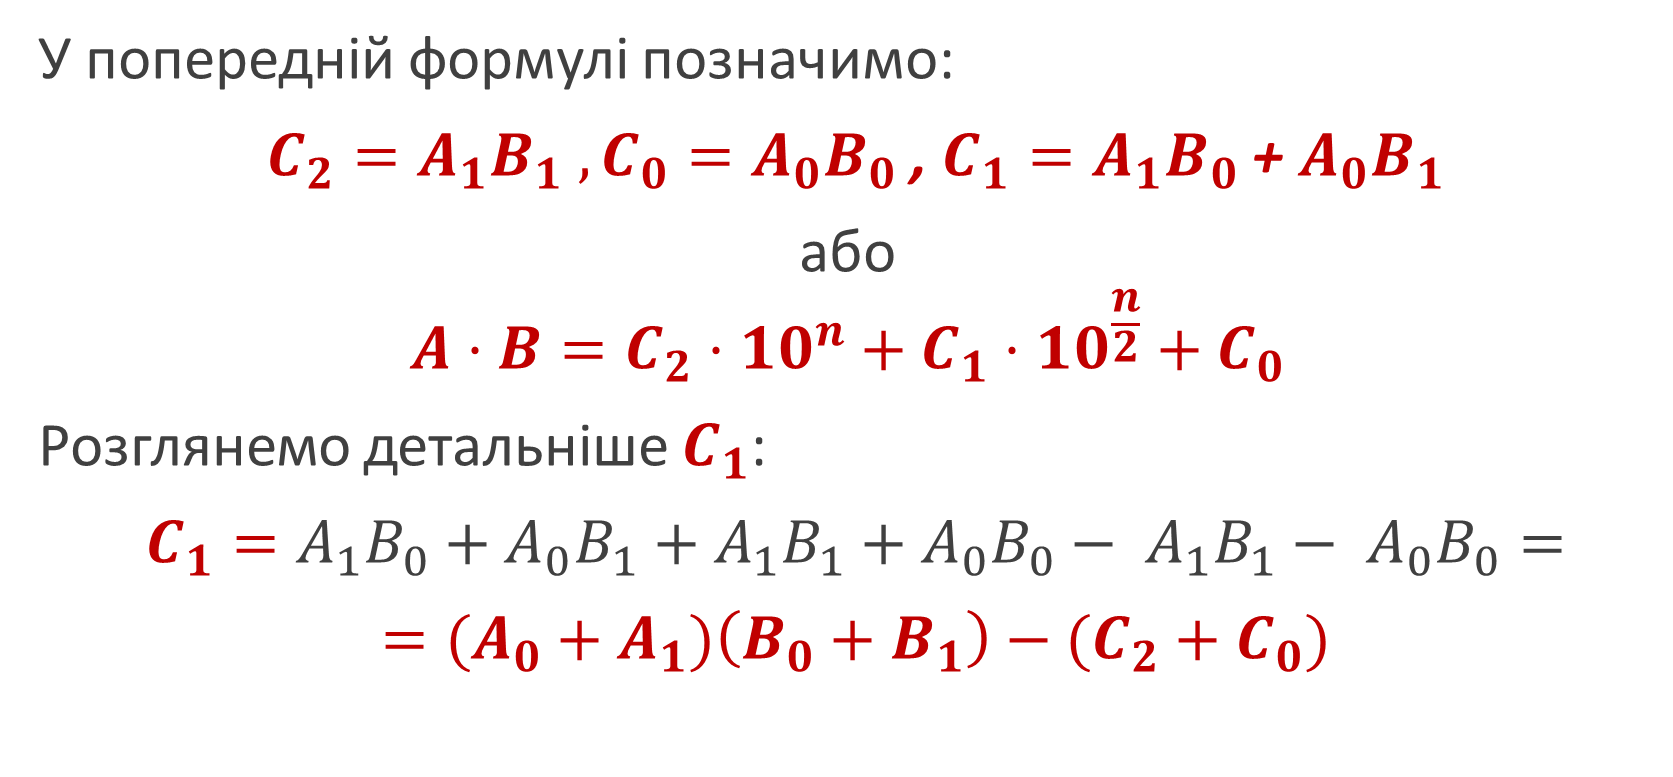 У попередній формулі позначимо:
C₂ = A₁B₁ , C₀ = A₀B₀ , C₁ = A₁B₀ + A₀B₁
або
A · B = C₂ · 10ⁿ + C₁ · 10^(n/2) + C₀
Розглянемо детальніше C₁:
C₁ = A₁B₀ + A₀B₁ + A₁B₁ + A₀B₀ − A₁B₁ − A₀B₀ =
= (A₀ + A₁)(B₀ + B₁) − (C₂ + C₀)